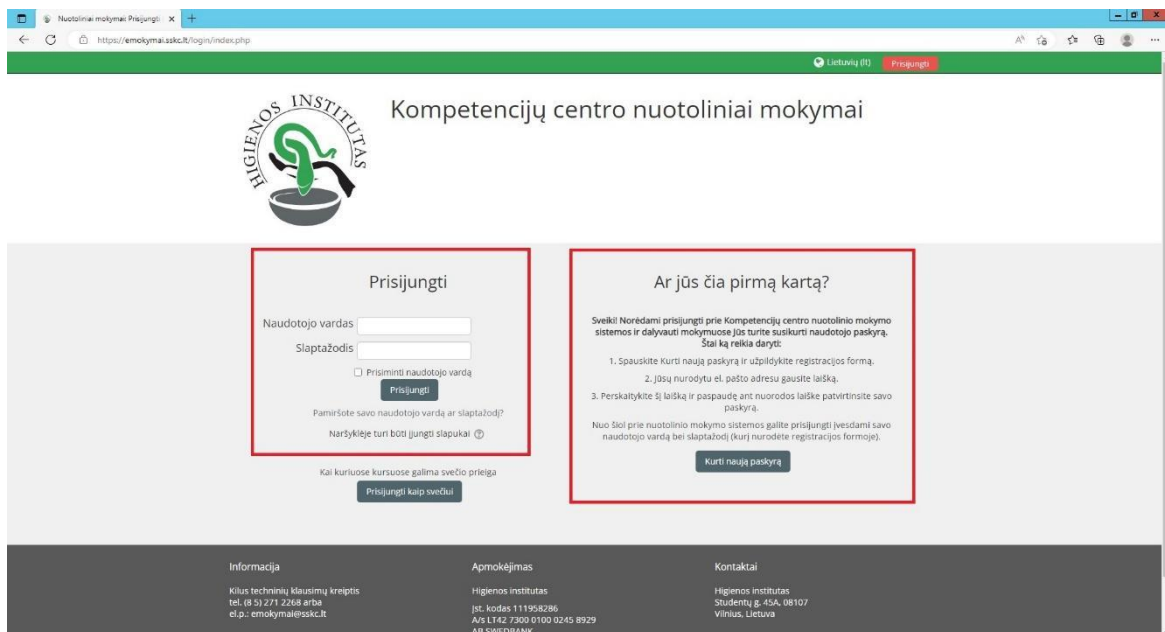 Nuotoliniai mokymai: Prisijungti
https://emokymai.sskc.lt/login/index.php
Lietuvių (lt)
Prisijungti
HIGIENOS INSTITUTAS
Kompetencijų centro nuotoliniai mokymai
Prisijungti
Naudotojo vardas
Slaptažodis
Prisiminti naudotojo vardą
Prisijungti
Pamiršote savo naudotojo vardą ar slaptažodį?
Naršyklėje turi būti įjungti slapukai
Kai kuriuose kursuose galima svečio prieiga
Prisijungti kaip svečiui
Ar jūs čia pirmą kartą?
Sveiki! Norėdami prisijungti prie Kompetencijų centro nuotolinio mokymo
sistemos ir dalyvauti mokymuose Jūs turite susikurti naudotojo paskyrą.
Štai ką reikia daryti:
1. Spauskite Kurti naują paskyrą ir užpildykite registracijos formą.
2. Jūsų nurodytu el. pašto adresu gausite laišką.
3. Perskaitykite šį laišką ir paspaudę ant nuorodos laiške patvirtinsite savo
paskyrą.
Nuo šiol prie nuotolinio mokymo sistemos galite prisijungti įvesdami savo
naudotojo vardą bei slaptažodį (kurį nurodėte registracijos formoje).
Kurti naują paskyrą
Informacija
Kilus techninių klausimų kreiptis
tel. (8 5) 271 2268 arba
el.p.: emokymai@sskc.lt
Apmokėjimas
Higienos institutas
Įst. kodas 111958286
A/s LT42 7300 0100 0245 8929
AB SWEDBANK
Kontaktai
Higienos institutas
Studentų g. 45A, 08107
Vilnius, Lietuva